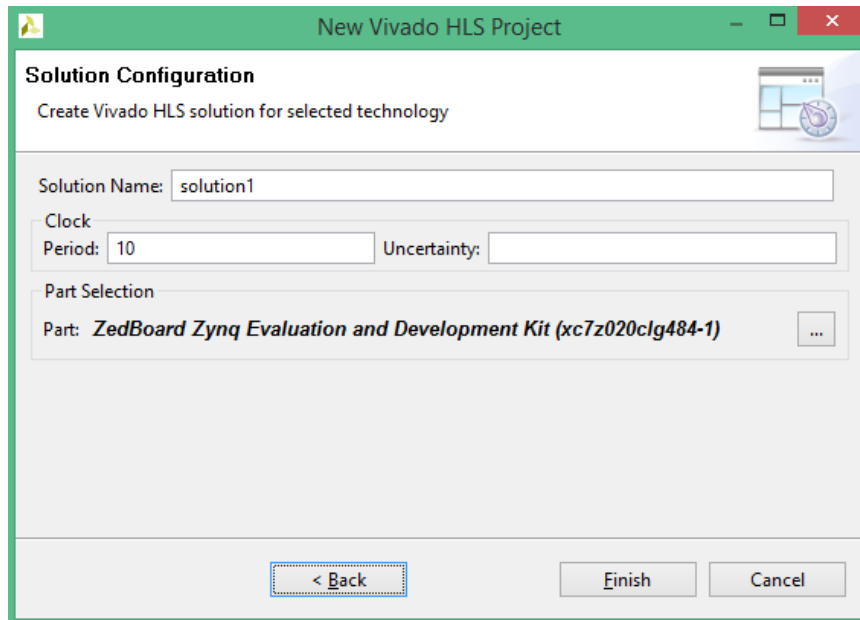 New Vivado HLS Project
Solution Configuration
Create Vivado HLS solution for selected technology
Solution Name: solution1
Clock
Period: 10 Uncertainty:
Part Selection
Part: ZedBoard Zynq Evaluation and Development Kit (xc7z020clg484-1) ...
< Back Finish Cancel